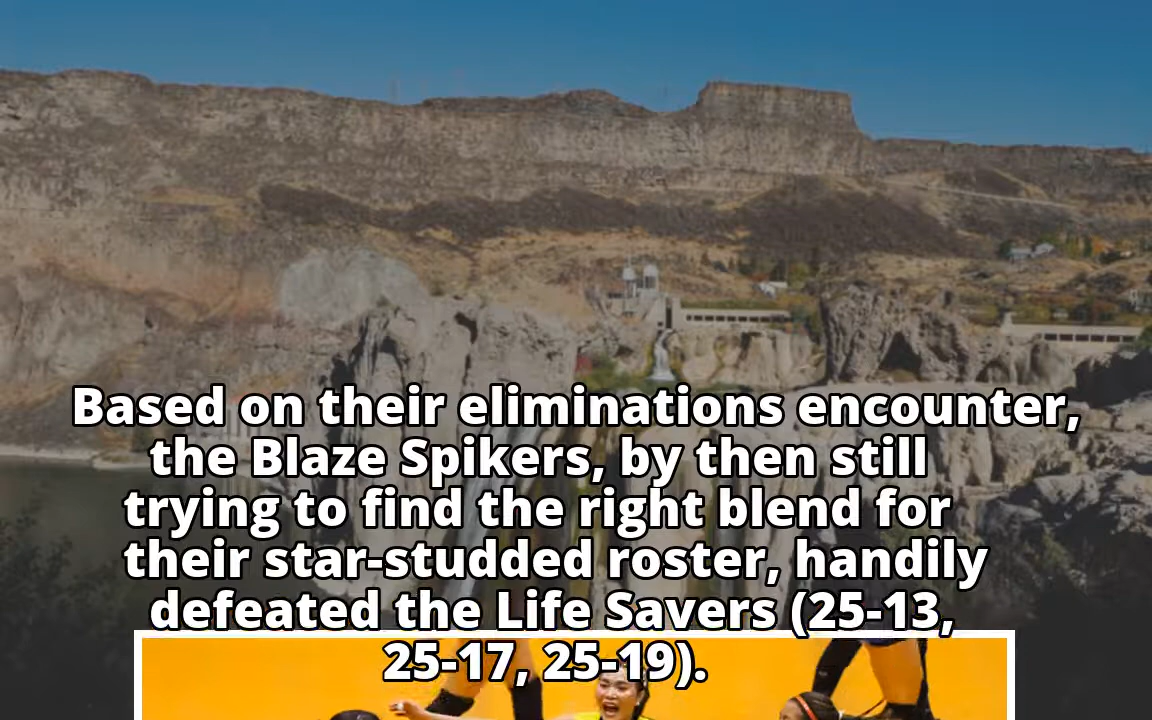 Based on their eliminations encounter,
the Blaze Spikers, by then still
trying to find the right blend for
their star-studded roster, handily
defeated the Life Savers (25-13,
25-17, 25-19).